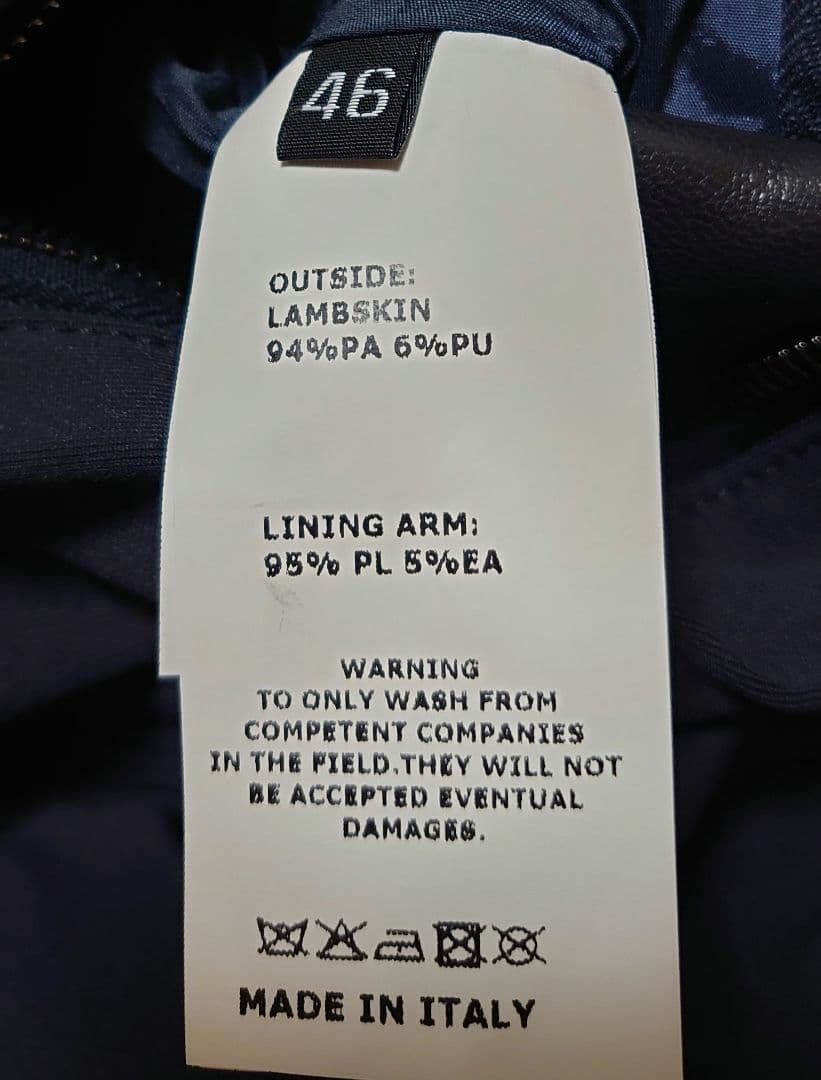 46
OUTSIDE:
LAMBSKIN
94%PA 6%PU
LINING ARM:
95% PL 5%EA
WARNING
TO ONLY WASH FROM
COMPETENT COMPANIES
IN THE FIELD.THEY WILL NOT
BE ACCEPTED EVENTUAL
DAMAGES.
MADE IN ITALY